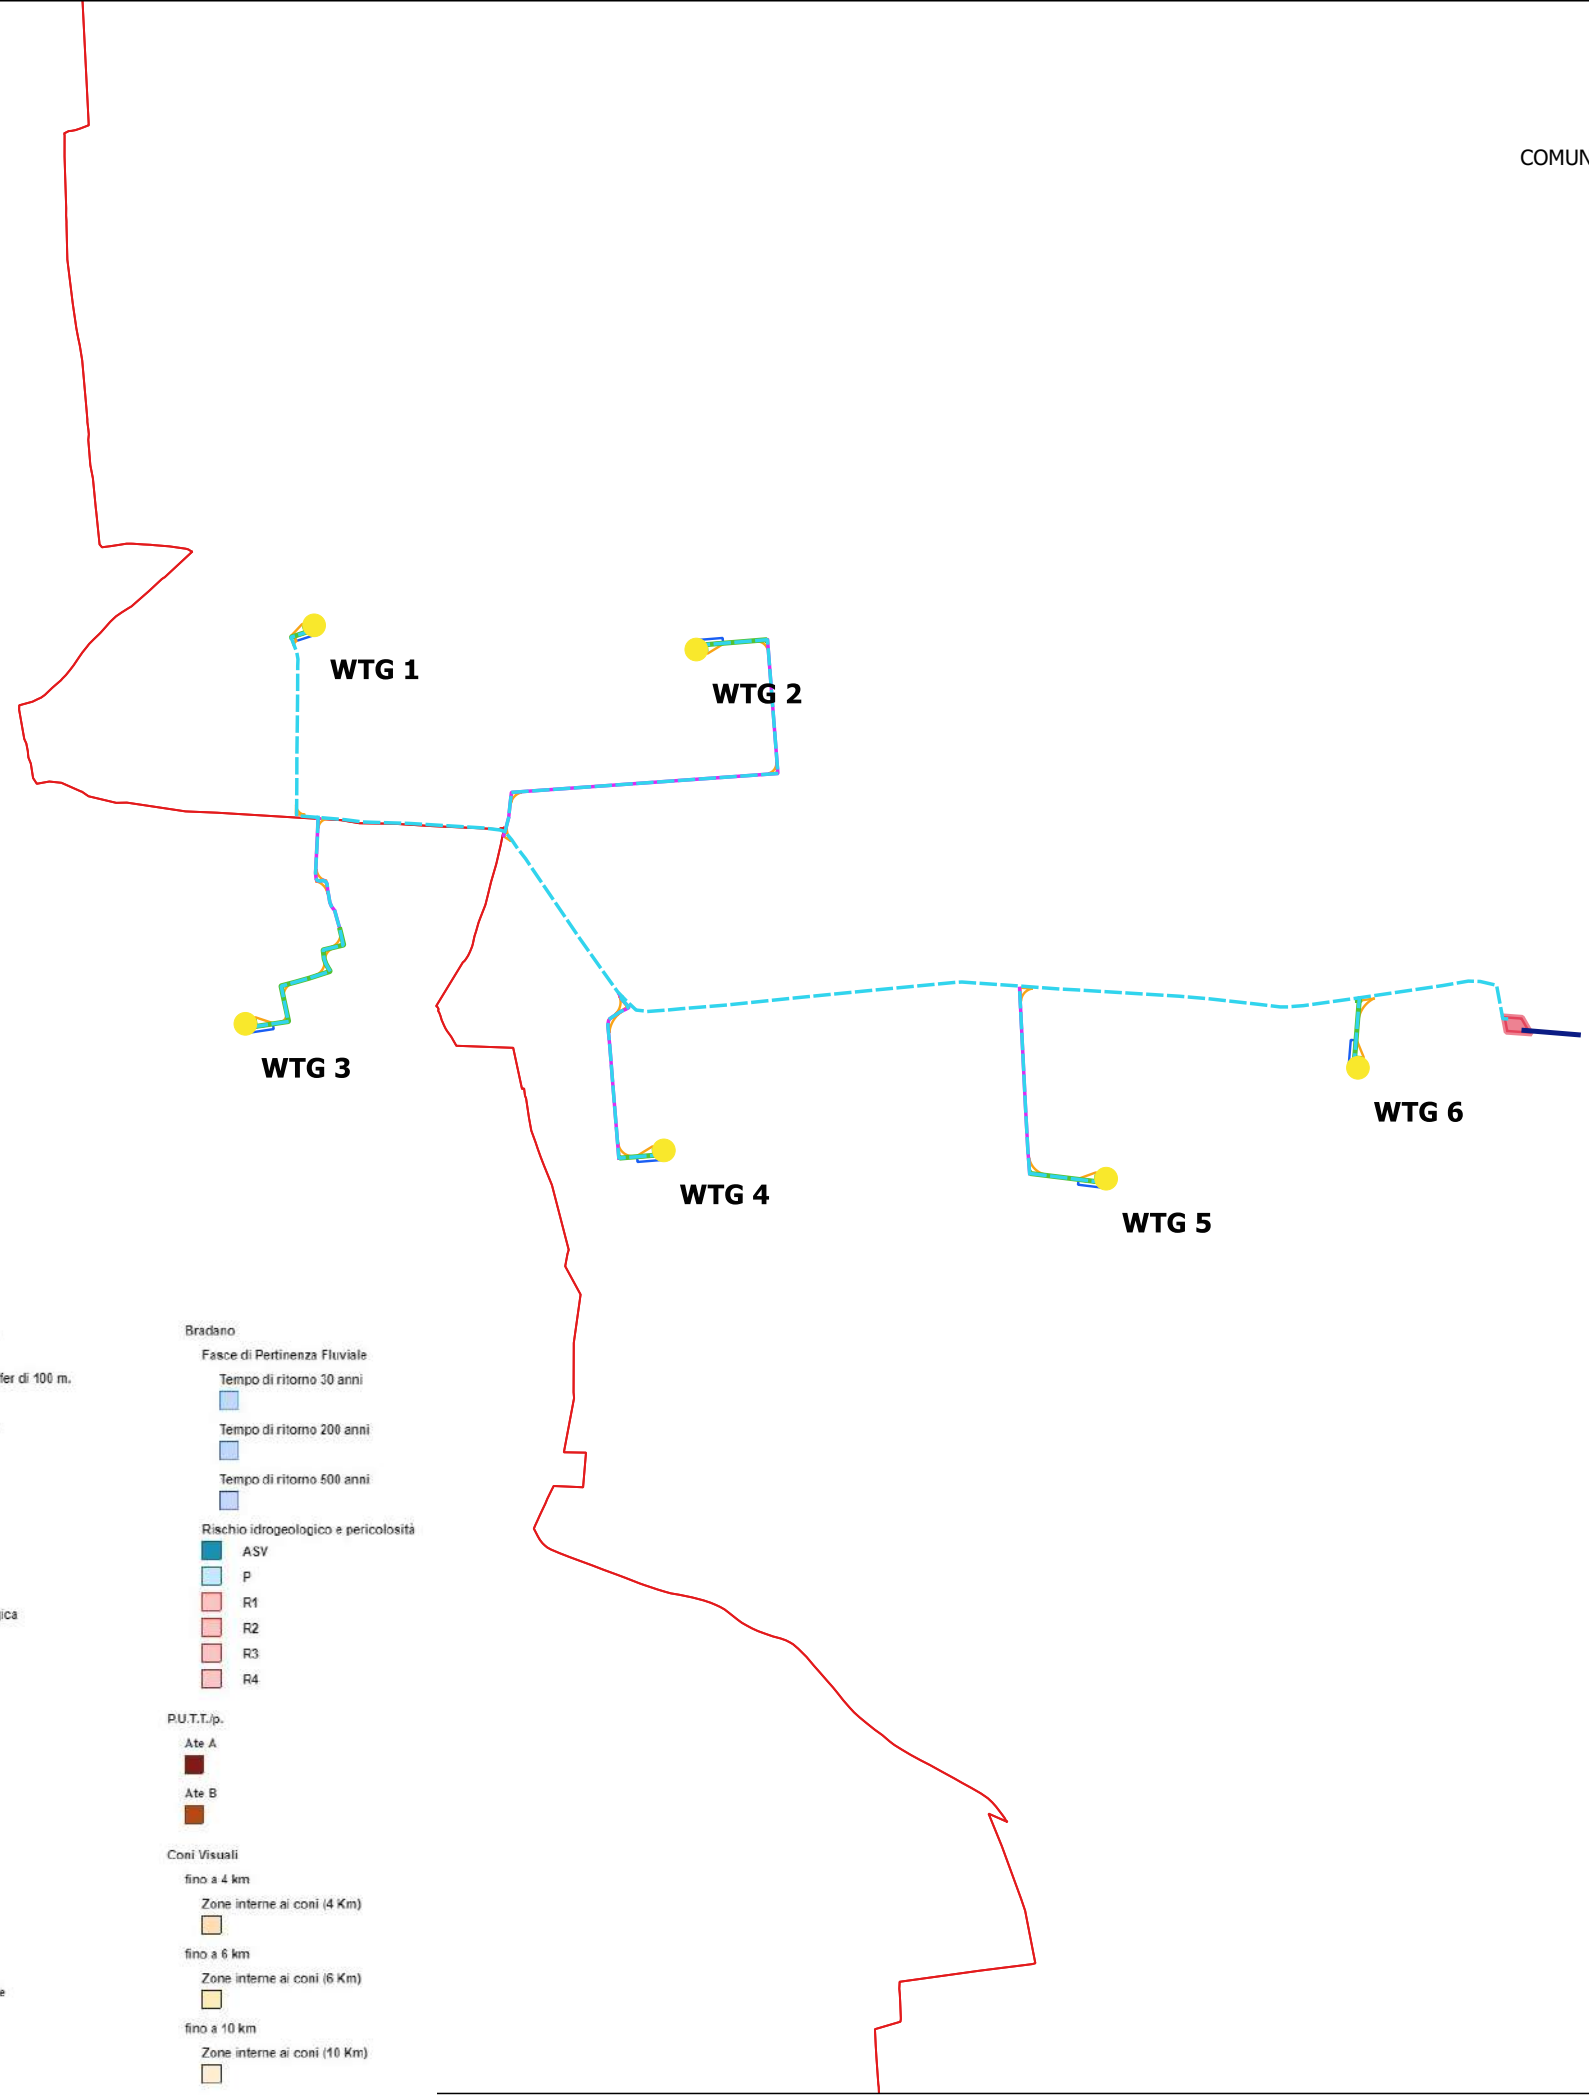 COMUN
WTG 1
WTG 2
WTG 3
WTG 6
WTG 4
WTG 5
fer di 100 m.
gica
e
Bradano
Fasce di Pertinenza Fluviale
Tempo di ritorno 30 anni
Tempo di ritorno 200 anni
Tempo di ritorno 500 anni
Rischio idrogeologico e pericolosità
ASV
P
R1
R2
R3
R4
P.U.T.T./p.
Ate A
Ate B
Coni Visuali
fino a 4 km
Zone interne ai coni (4 Km)
fino a 6 km
Zone interne ai coni (6 Km)
fino a 10 km
Zone interne ai coni (10 Km)